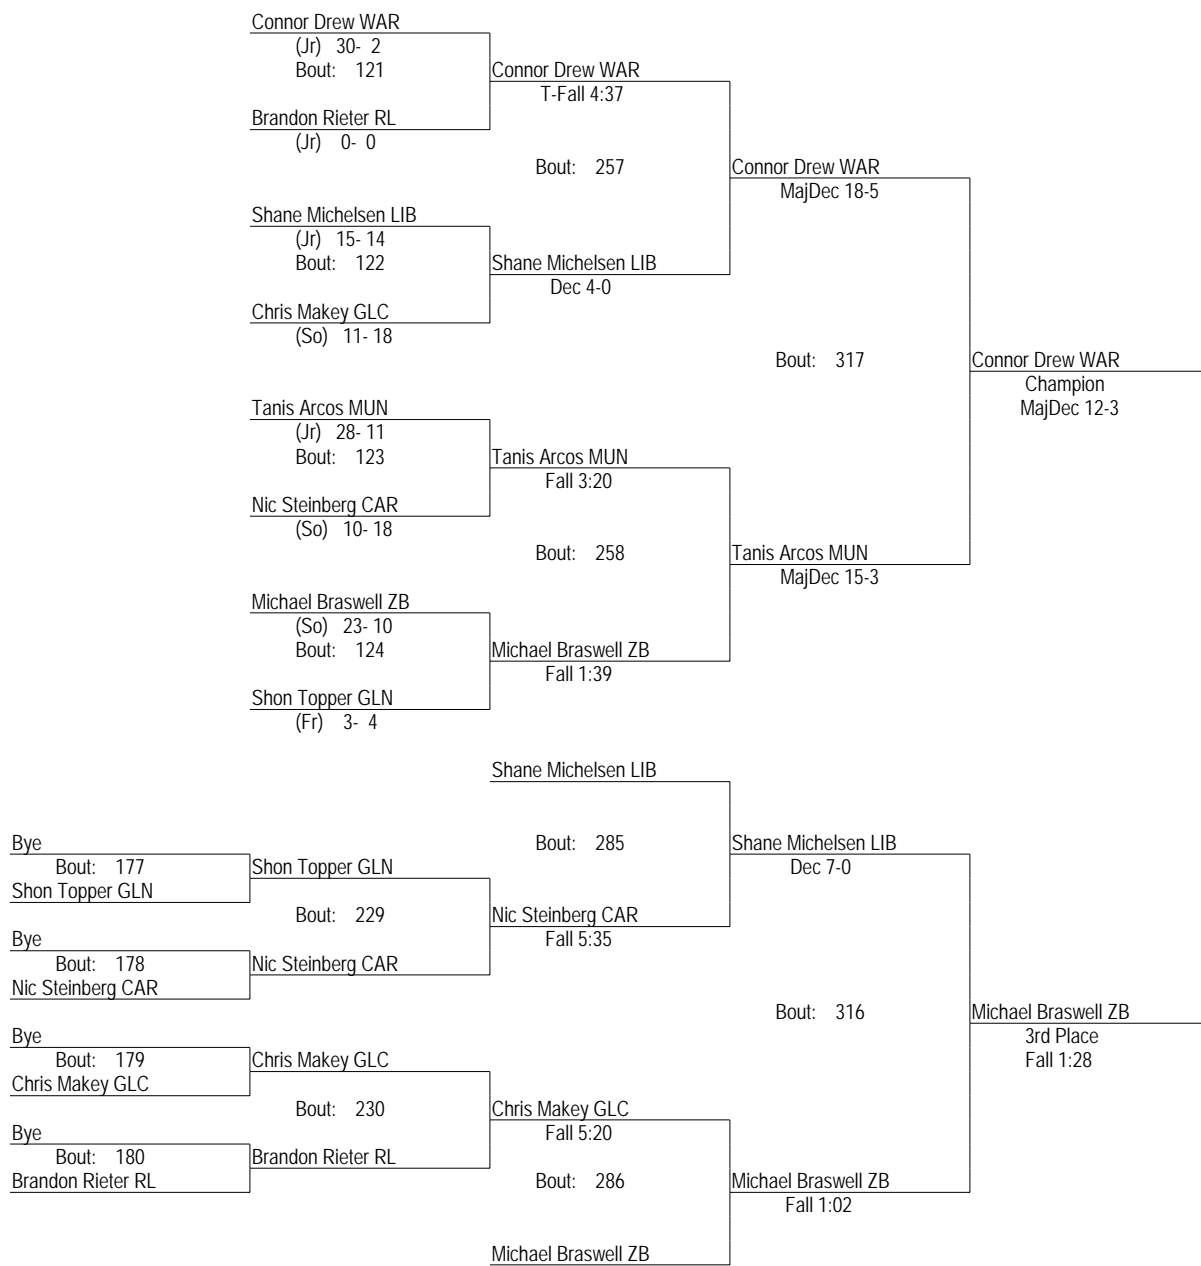 Connor Drew WAR
(Jr) 30- 2
Bout: 121
Connor Drew WAR
T-Fall 4:37
Brandon Rieter RL
(Jr) 0- 0
Bout: 257
Connor Drew WAR
MajDec 18-5
Shane Michelsen LIB
(Jr) 15- 14
Bout: 122
Shane Michelsen LIB
Dec 4-0
Chris Makey GLC
(So) 11- 18
Bout: 317
Connor Drew WAR
Champion
MajDec 12-3
Tanis Arcos MUN
(Jr) 28- 11
Bout: 123
Tanis Arcos MUN
Fall 3:20
Nic Steinberg CAR
(So) 10- 18
Bout: 258
Tanis Arcos MUN
MajDec 15-3
Michael Braswell ZB
(So) 23- 10
Bout: 124
Michael Braswell ZB
Fall 1:39
Shon Topper GLN
(Fr) 3- 4
Shane Michelsen LIB
Bout: 285
Shane Michelsen LIB
Dec 7-0
Bye
Bout: 177
Shon Topper GLN
Shon Topper GLN
Bout: 229
Nic Steinberg CAR
Fall 5:35
Bye
Bout: 178
Nic Steinberg CAR
Nic Steinberg CAR
Bout: 316
Michael Braswell ZB
3rd Place
Fall 1:28
Bye
Bout: 179
Chris Makey GLC
Chris Makey GLC
Bout: 230
Chris Makey GLC
Fall 5:20
Bye
Bout: 180
Brandon Rieter RL
Brandon Rieter RL
Bout: 286
Michael Braswell ZB
Fall 1:02
Michael Braswell ZB